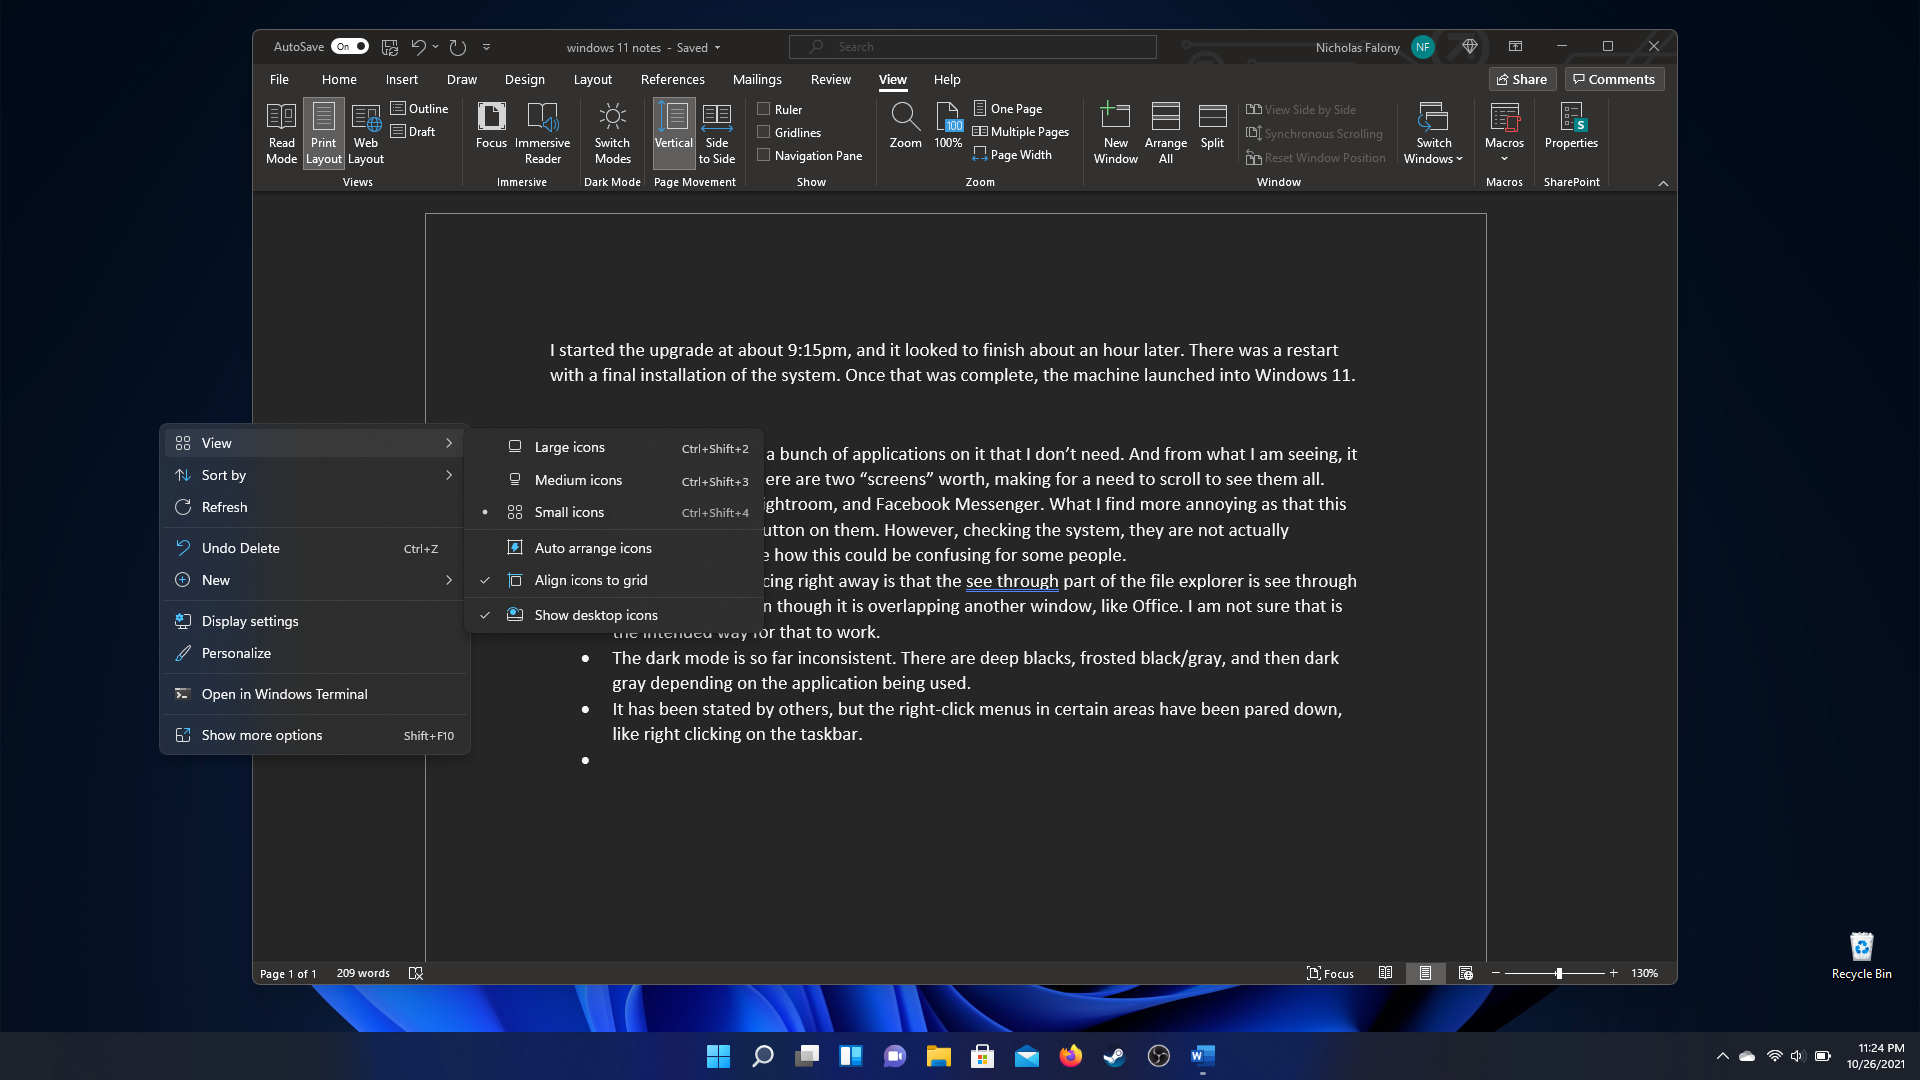 AutoSave On windows 11 notes - Saved Search Nicholas Falony NF
File Home Insert Draw Design Layout References Mailings Review View Help Share Comments
Read Mode
Print Layout
Web Layout
Outline
Draft
Views
Focus
Immersive Reader
Immersive
Switch Modes
Dark Mode
Vertical
Side to Side
Page Movement
Ruler
Gridlines
Navigation Pane
Show
Zoom
100
100%
One Page
Multiple Pages
Page Width
Zoom
New Window
Arrange All
Split
View Side by Side
Synchronous Scrolling
Reset Window Position
Switch Windows
Window
Macros
Macros
S
Properties
SharePoint
I started the upgrade at about 9:15pm, and it looked to finish about an hour later. There was a restart
with a final installation of the system. Once that was complete, the machine launched into Windows 11.
a bunch of applications on it that I don’t need. And from what I am seeing, it
ere are two “screens” worth, making for a need to scroll to see them all.
ightroom, and Facebook Messenger. What I find more annoying as that this
utton on them. However, checking the system, they are not actually
e how this could be confusing for some people.
cing right away is that the see through part of the file explorer is see through
n though it is overlapping another window, like Office. I am not sure that is
the intended way for that to work.
• The dark mode is so far inconsistent. There are deep blacks, frosted black/gray, and then dark
gray depending on the application being used.
• It has been stated by others, but the right-click menus in certain areas have been pared down,
like right clicking on the taskbar.
•
View
Sort by
Refresh
Undo Delete Ctrl+Z
New
Display settings
Personalize
Open in Windows Terminal
Show more options Shift+F10
Large icons Ctrl+Shift+2
Medium icons Ctrl+Shift+3
Small icons Ctrl+Shift+4
Auto arrange icons
Align icons to grid
Show desktop icons
Page 1 of 1 209 words Focus 130%
Recycle Bin
W
11:24 PM
10/26/2021